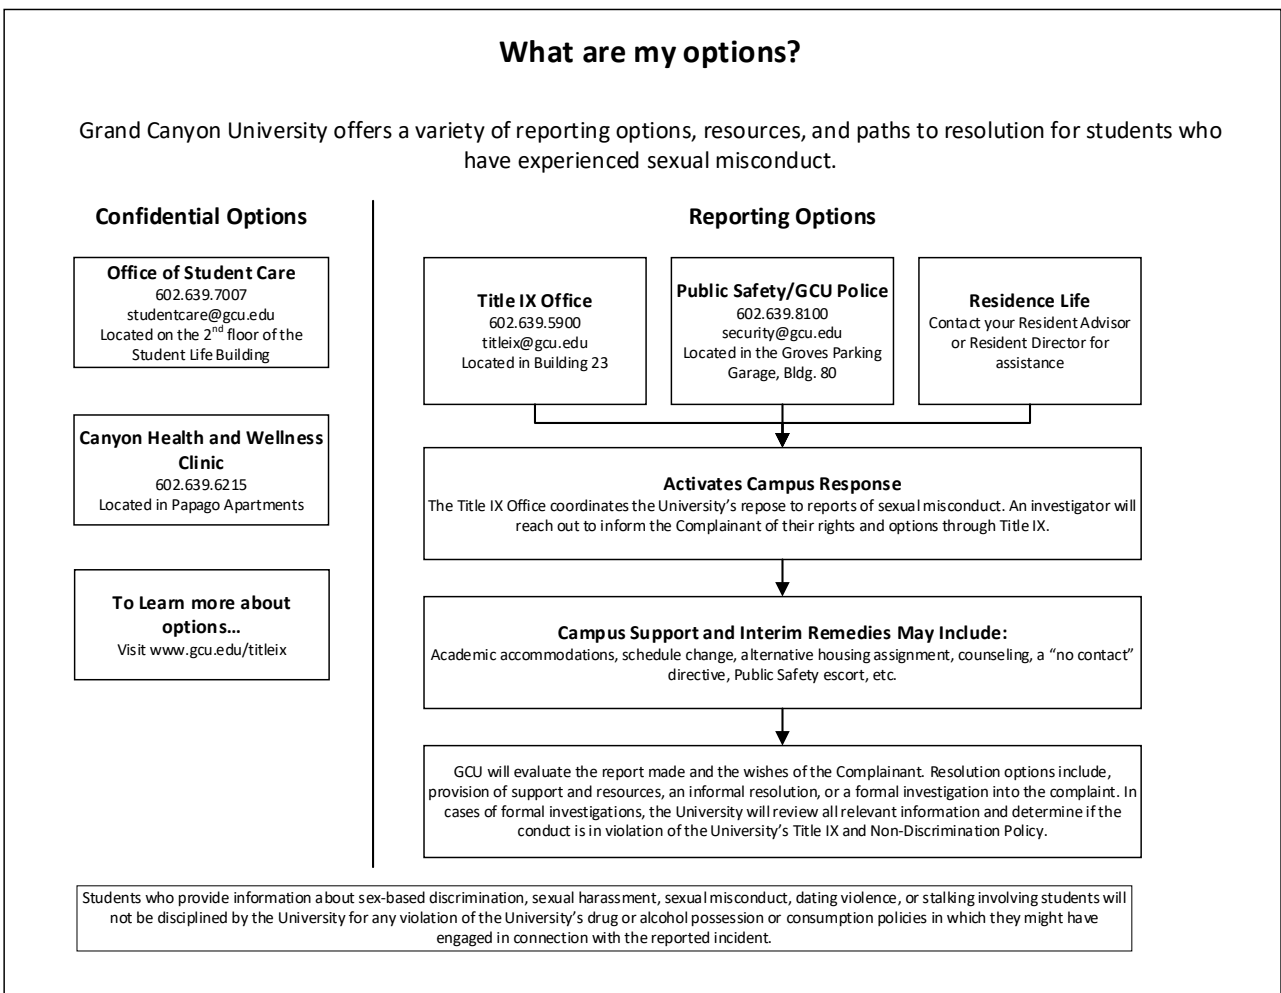 What are my options?
Grand Canyon University offers a variety of reporting options, resources, and paths to resolution for students who
have experienced sexual misconduct.
Confidential Options
Office of Student Care
602.639.7007
studentcare@gcu.edu
Located on the 2nd floor of the
Student Life Building
Canyon Health and Wellness
Clinic
602.639.6215
Located in Papago Apartments
To Learn more about
options…
Visit www.gcu.edu/titleix
Reporting Options
Title IX Office
602.639.5900
titleix@gcu.edu
Located in Building 23
Public Safety/GCU Police
602.639.8100
security@gcu.edu
Located in the Groves Parking
Garage, Bldg. 80
Residence Life
Contact your Resident Advisor
or Resident Director for
assistance
Activates Campus Response
The Title IX Office coordinates the University’s repose to reports of sexual misconduct. An investigator will
reach out to inform the Complainant of their rights and options through Title IX.
Campus Support and Interim Remedies May Include:
Academic accommodations, schedule change, alternative housing assignment, counseling, a “no contact”
directive, Public Safety escort, etc.
GCU will evaluate the report made and the wishes of the Complainant. Resolution options include,
provision of support and resources, an informal resolution, or a formal investigation into the complaint. In
cases of formal investigations, the University will review all relevant information and determine if the
conduct is in violation of the University’s Title IX and Non-Discrimination Policy.
Students who provide information about sex-based discrimination, sexual harassment, sexual misconduct, dating violence, or stalking involving students will
not be disciplined by the University for any violation of the University’s drug or alcohol possession or consumption policies in which they might have
engaged in connection with the reported incident.